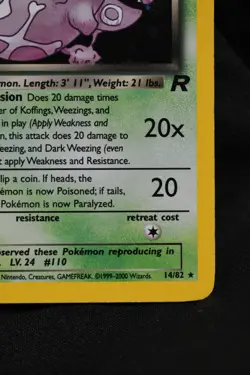 mon. Length: 3' 11", Weight: 21 lbs.
R
sion Does 20 damage times
er of Koffings, Weezings, and
in play (Apply Weakness and
n, this attack does 20 damage to
eezing, and Dark Weezing (even
t apply Weakness and Resistance.
20x
lip a coin. If heads, the
émon is now Poisoned; if tails,
Pokémon is now Paralyzed.
20
resistance retreat cost
bserved these Pokémon reproducing in
LV. 24 #110
Nintendo, Creatures, GAMEFREAK. ©1999-2000 Wizards. 14/82 ★